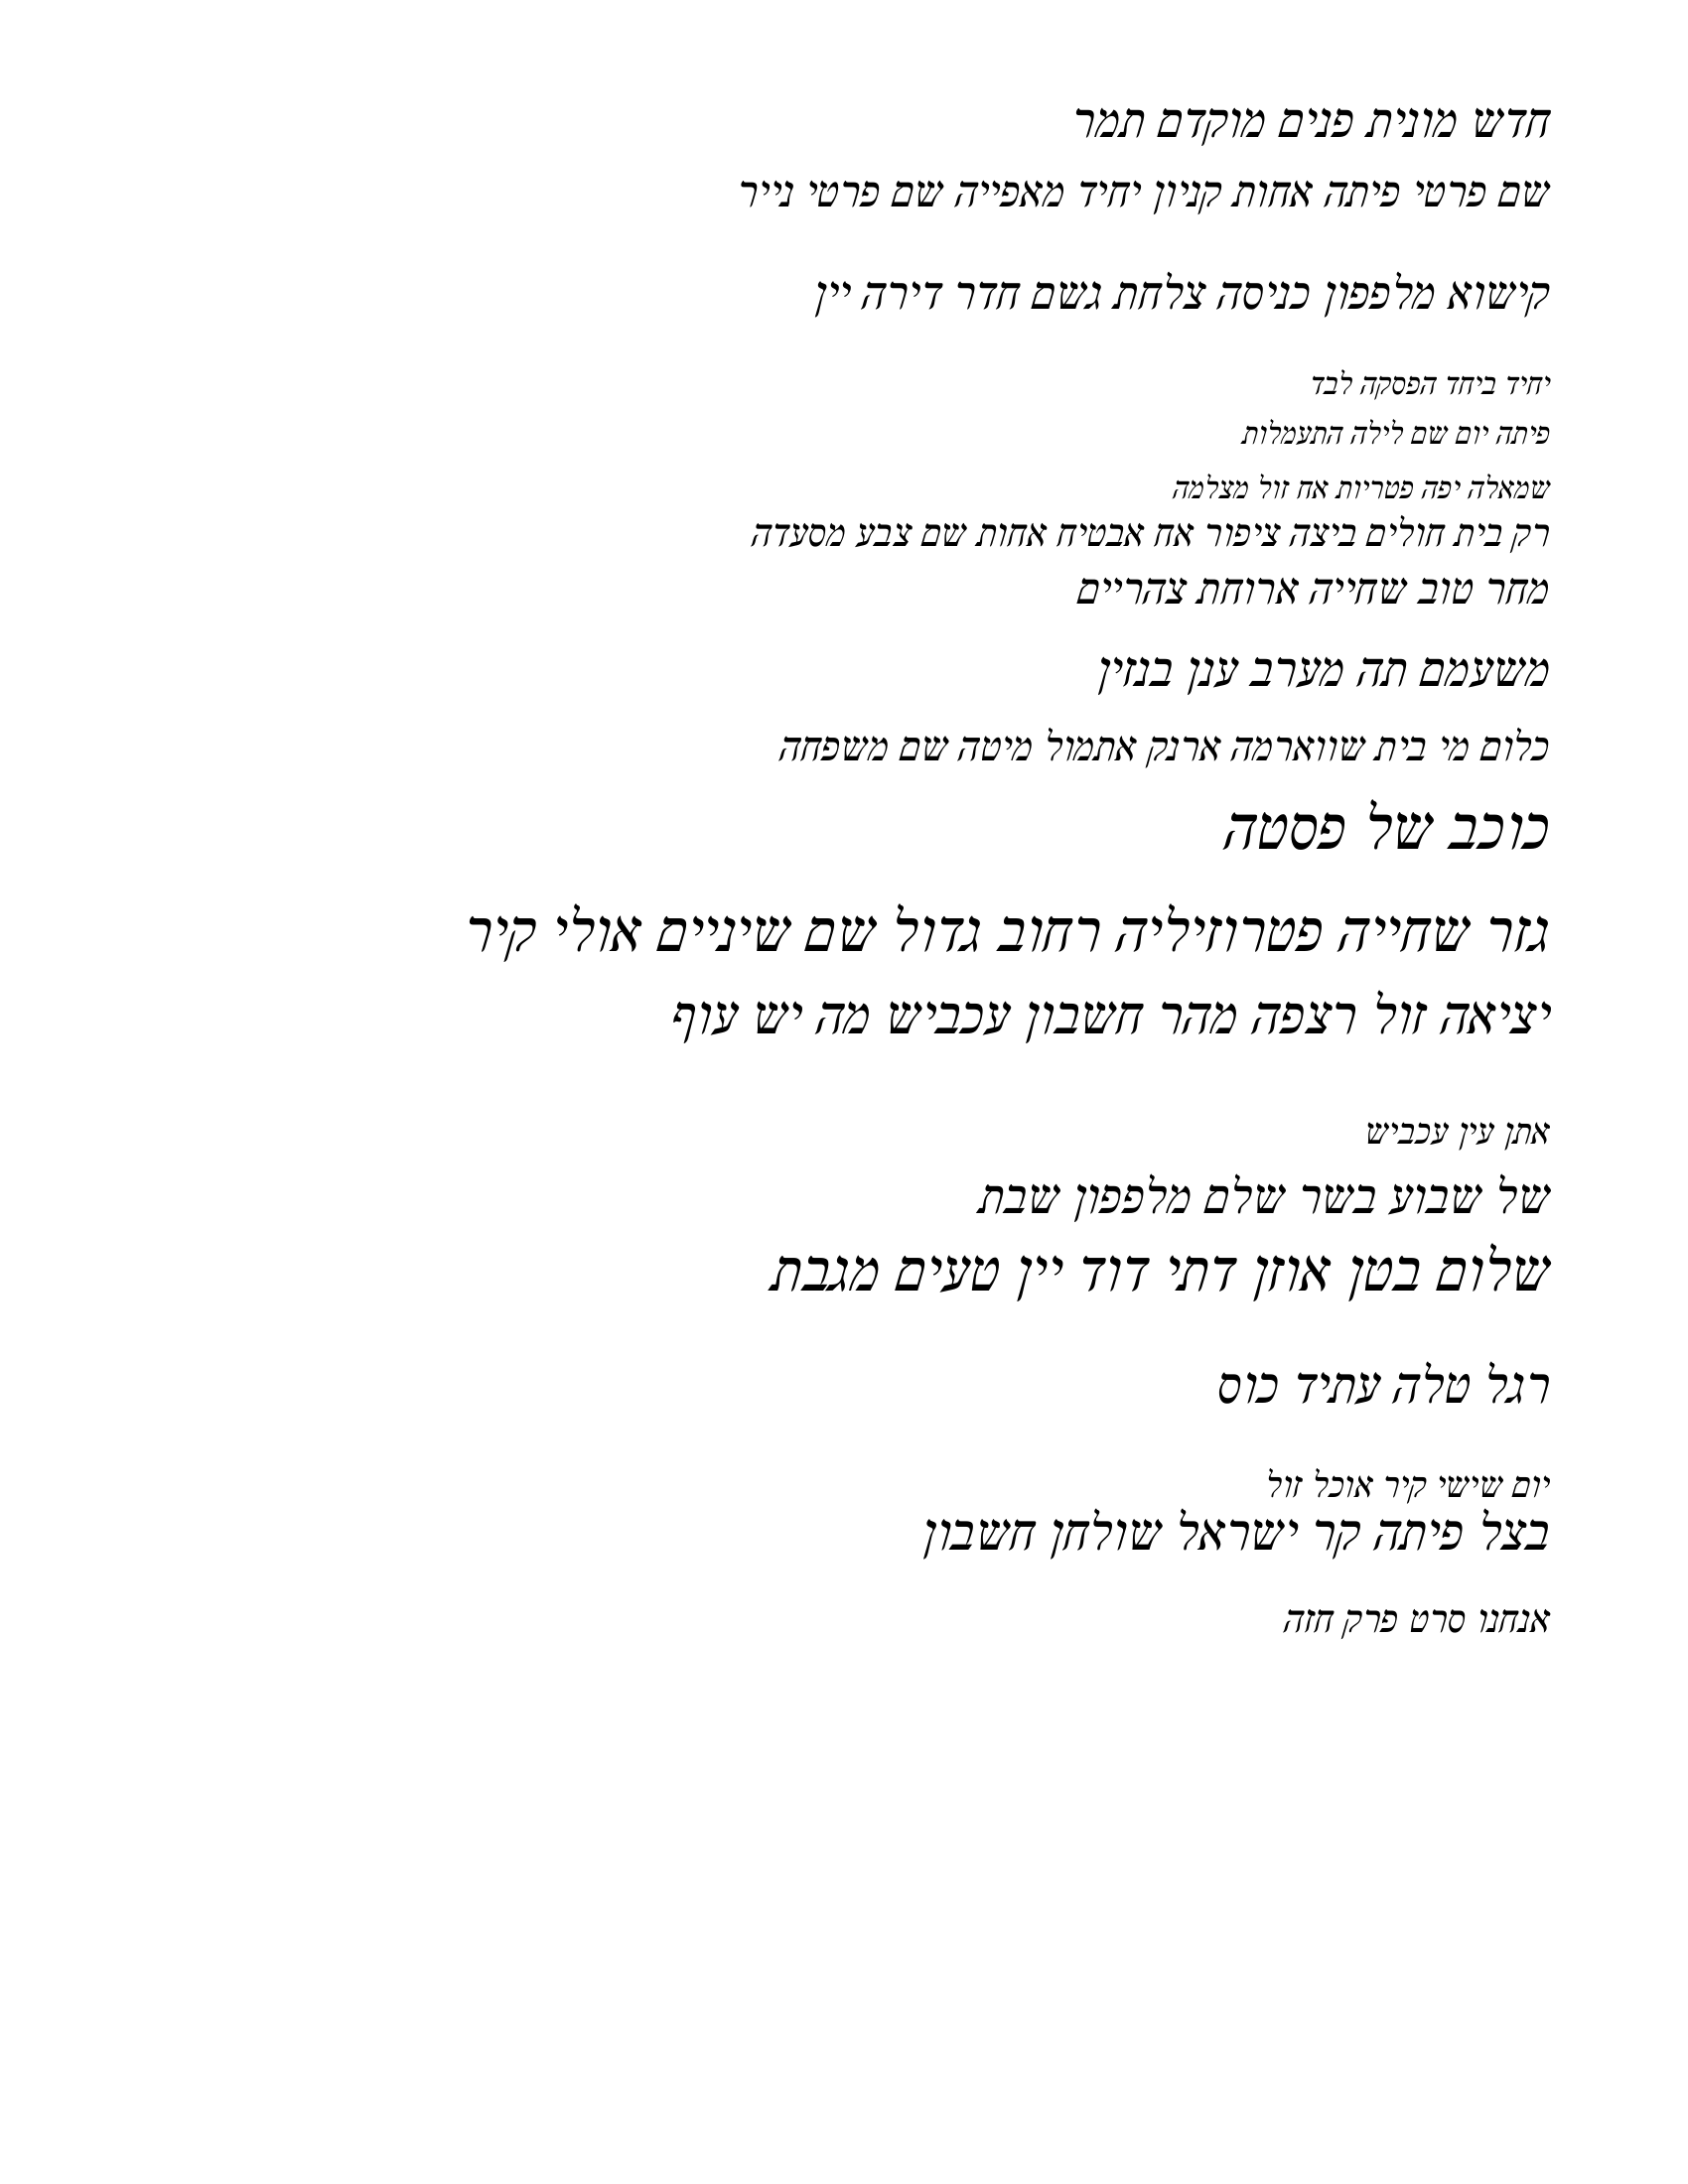 חדש מונית פנים מוקדם תמר
שם פרטי פיתה אחות קניון יחיד מאפייה שם פרטי נייר
קישוא מלפפון כניסה צלחת גשם חדר דירה יין
יחיד ביחד הפסקה לבד
פיתה יום שם לילה התעמלות
שמאלה יפה פטריות אח זול מצלמה
רק בית חולים ביצה ציפור אח אבטיח אחות שם צבע מסעדה
מחר טוב שחייה ארוחת צהריים
משעמם תה מערב ענן בנזין
כלום מי בית שווארמה ארנק אתמול מיטה שם משפחה
כוכב של פסטה
גזר שחייה פטרוזיליה רחוב גדול שם שיניים אולי קיר
יציאה זול רצפה מהר חשבון עכביש מה יש עוף
אתן עין עכביש
של שבוע בשר שלם מלפפון שבת
שלום בטן אוזן דתי דוד יין טעים מגבת
רגל טלה עתיד כוס
יום שישי קיר אוכל זול
בצל פיתה קר ישראל שולחן חשבון
אנחנו סרט פרק חזה